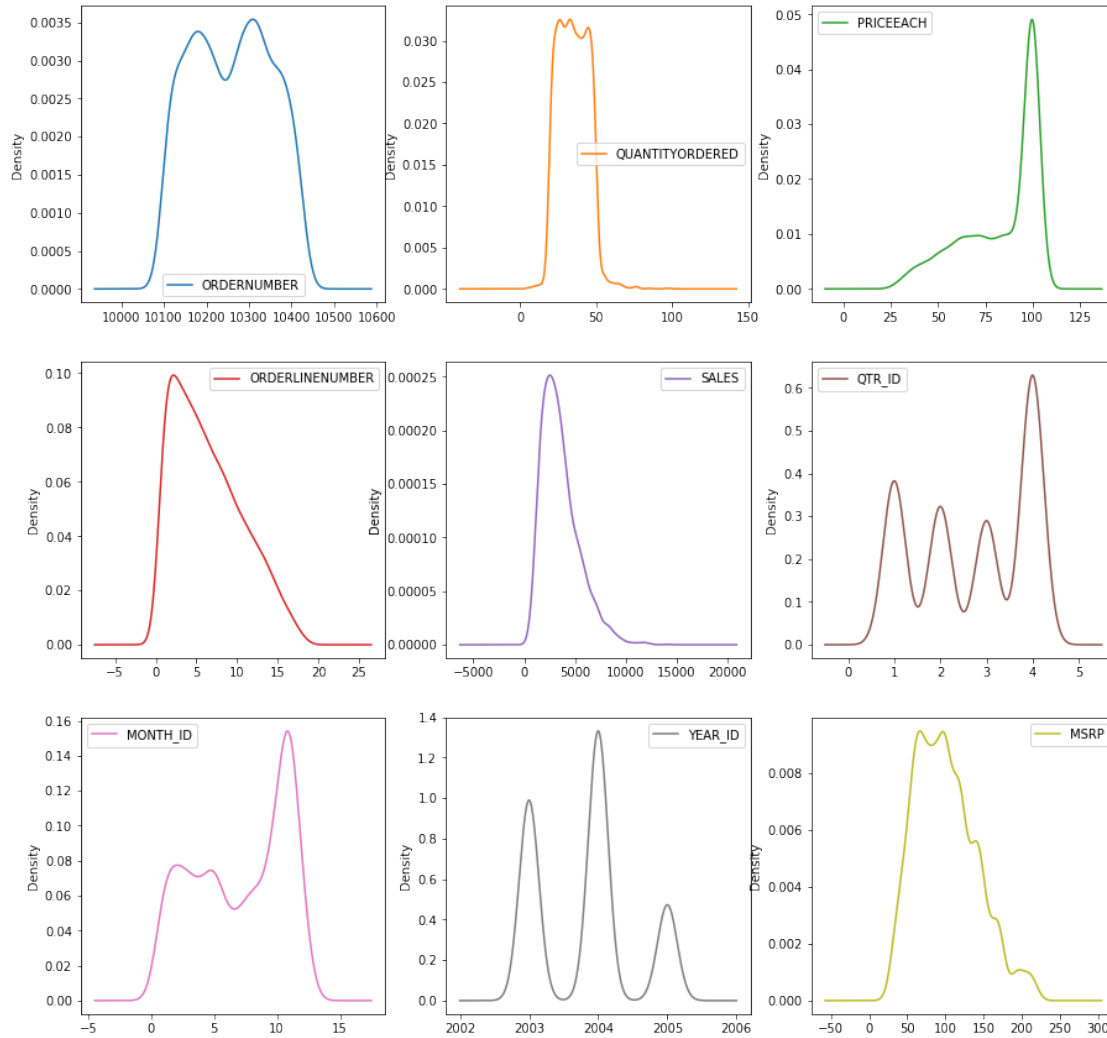 0.0035
0.0030
0.0025
0.0020
0.0015
0.0010
0.0005
0.0000
Density
ORDERNUMBER
10000 10100 10200 10300 10400 10500 10600
0.030
0.025
0.020
0.015
0.010
0.005
0.000
Density
QUANTITYORDERED
0 50 100 150
0.05
0.04
0.03
0.02
0.01
0.00
Density
PRICEEACH
0 25 50 75 100 125
0.10
0.08
0.06
0.04
0.02
0.00
Density
ORDERLINENUMBER
−5 0 5 10 15 20 25
0.00025
0.00020
0.00015
0.00010
0.00005
0.00000
Density
SALES
−5000 0 5000 10000 15000 20000
0.6
0.5
0.4
0.3
0.2
0.1
0.0
Density
QTR_ID
0 1 2 3 4 5
0.16
0.14
0.12
0.10
0.08
0.06
0.04
0.02
0.00
Density
MONTH_ID
−5 0 5 10 15
1.4
1.2
1.0
0.8
0.6
0.4
0.2
0.0
Density
YEAR_ID
2002 2003 2004 2005 2006
0.008
0.006
0.004
0.002
0.000
Density
MSRP
−50 0 50 100 150 200 250 300